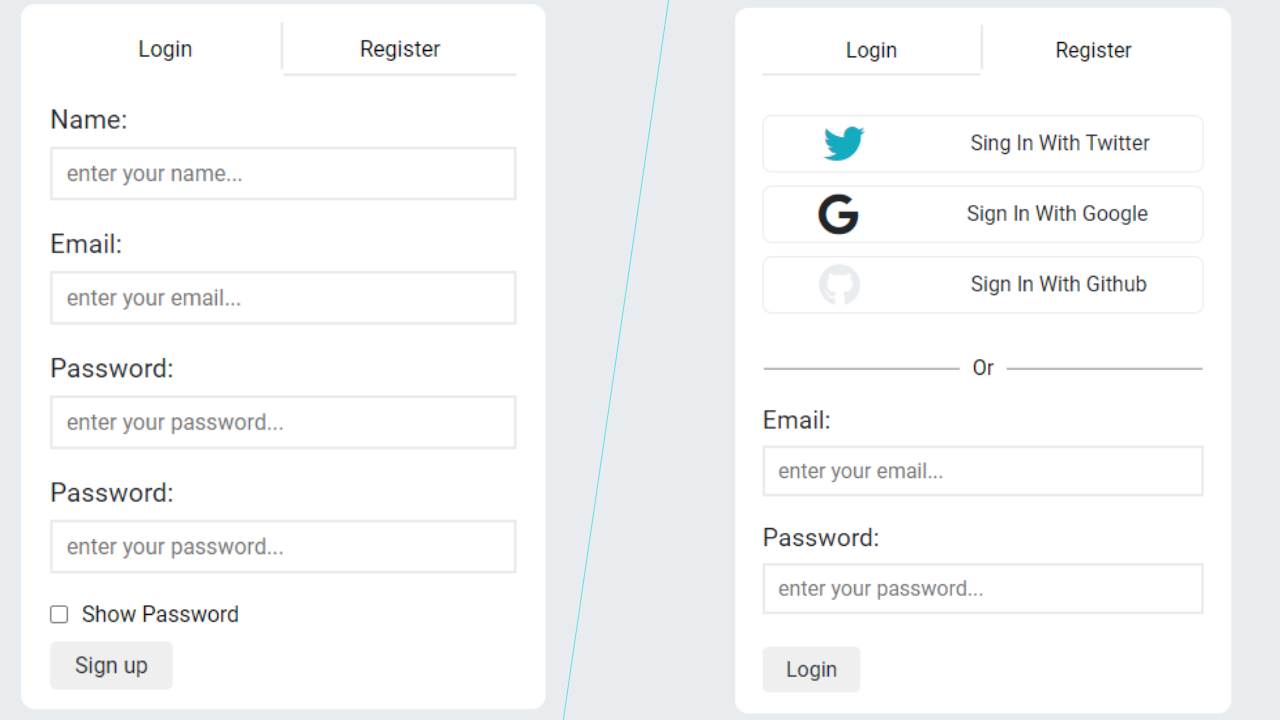 Login
Register
Name:
enter your name...
Email:
enter your email...
Password:
enter your password...
Password:
enter your password...
Show Password
Sign up
Login
Register
Sing In With Twitter
Sign In With Google
Sign In With Github
Or
Email:
enter your email...
Password:
enter your password...
Login